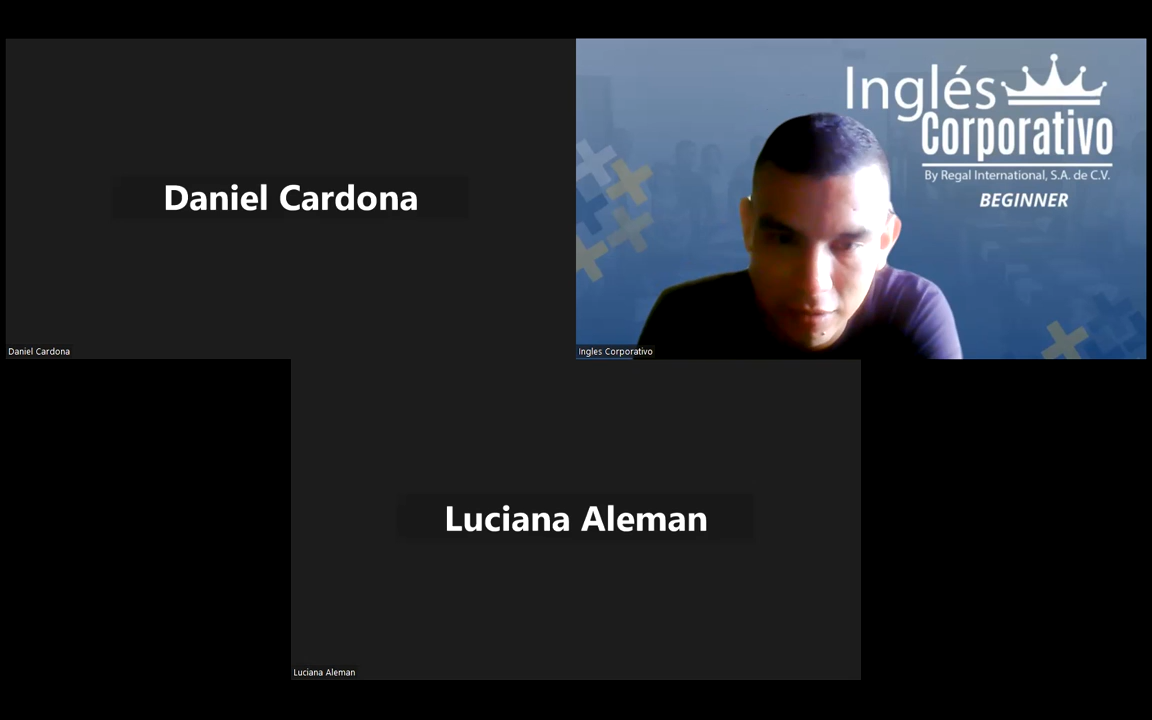 Daniel Cardona
Daniel Cardona
Inglés
Corporativo
By Regal International, S.A. de C.V.
BEGINNER
Ingles Corporativo
Luciana Aleman
Luciana Aleman